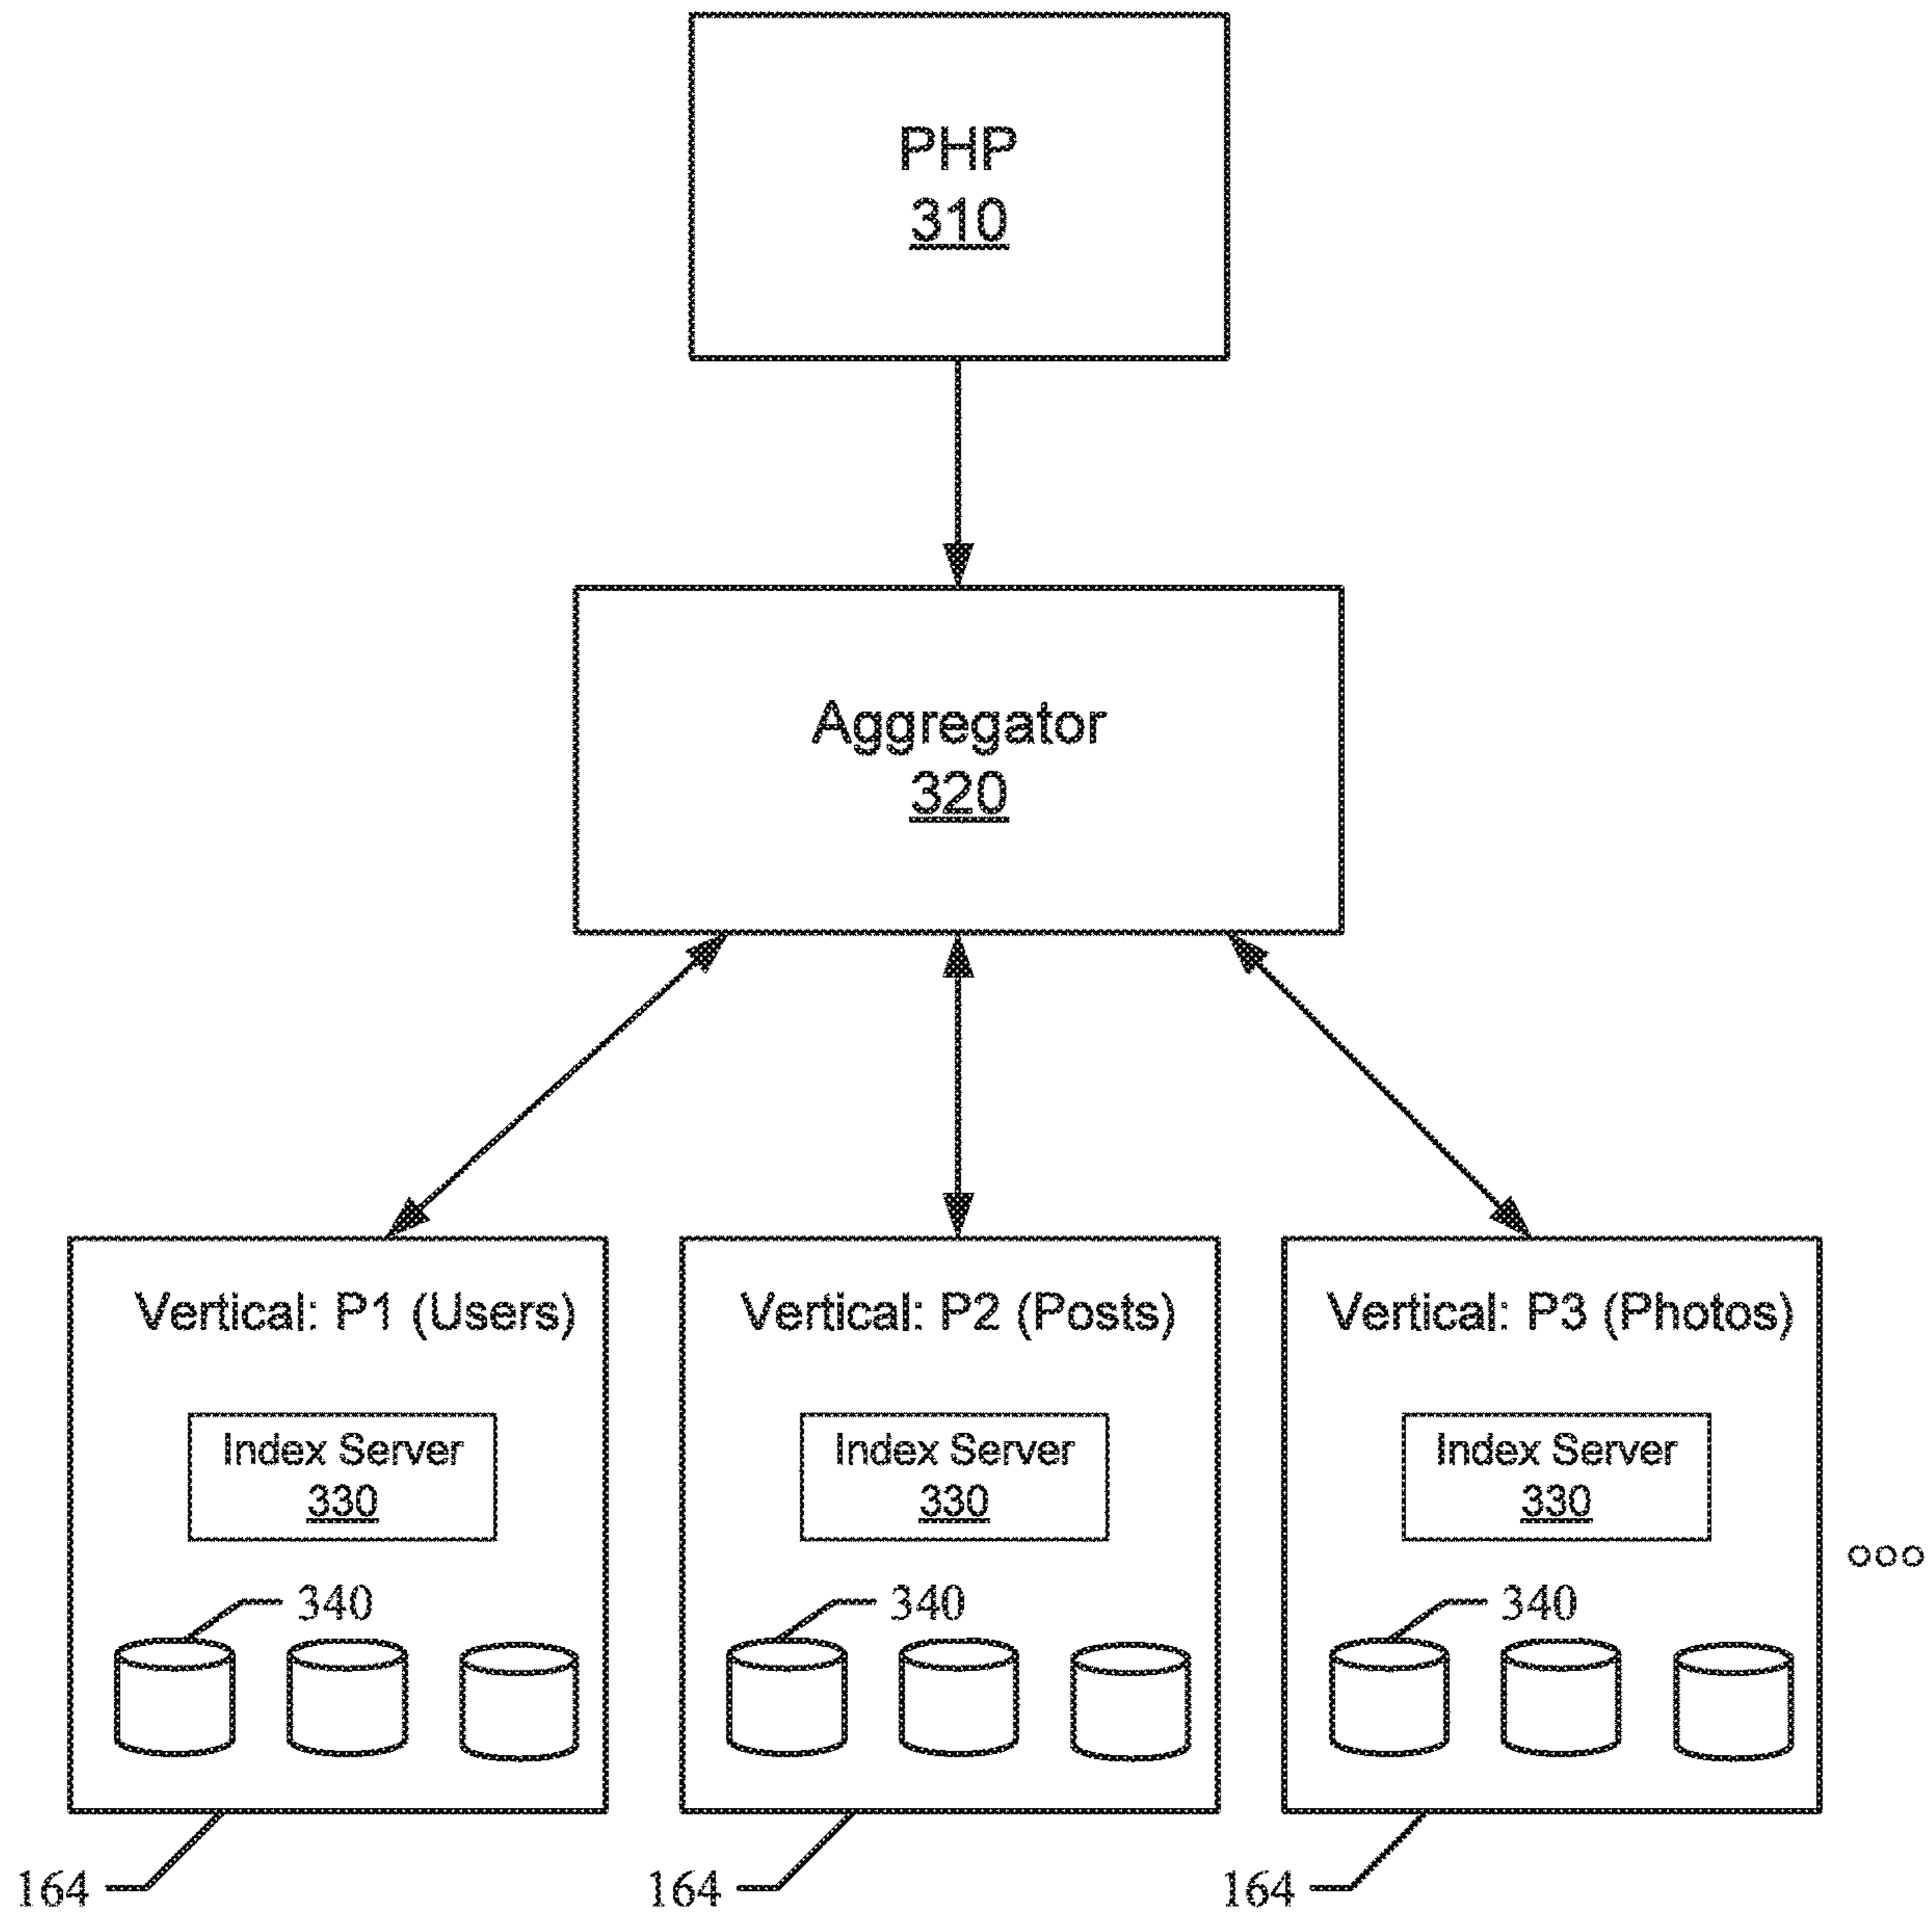 PHP
310
Aggregator
320
Vertical: P1 (Users)
Index Server
330
340
164
Vertical: P2 (Posts)
Index Server
330
340
164
Vertical: P3 (Photos)
Index Server
330
340
164